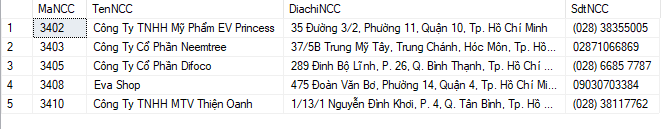 MaNCC TenNCC DiachiNCC SdtNCC
1 3402 Công Ty TNHH Mỹ Phẩm EV Princess 35 Đường 3/2, Phường 11, Quận 10, Tp. Hồ Chí Minh (028) 38355005
2 3403 Công Ty Cổ Phần Neemtree 37/5B Trung Mỹ Tây, Trung Chánh, Hóc Môn, Tp. Hồ... 02871066869
3 3405 Công Ty Cổ Phần Difoco 289 Đinh Bộ Lĩnh, P. 26, Q. Bình Thạnh, Tp. Hồ Chí... (028) 6685 7787
4 3408 Eva Shop 475 Đoàn Văn Bơ, Phường 14, Quận 4, Tp. Hồ Chí Mi... 09030703384
5 3410 Công Ty TNHH MTV Thiện Oanh 1/13/1 Nguyễn Đình Khơi, P. 4, Q. Tân Bình, Tp. H... (028) 38117762